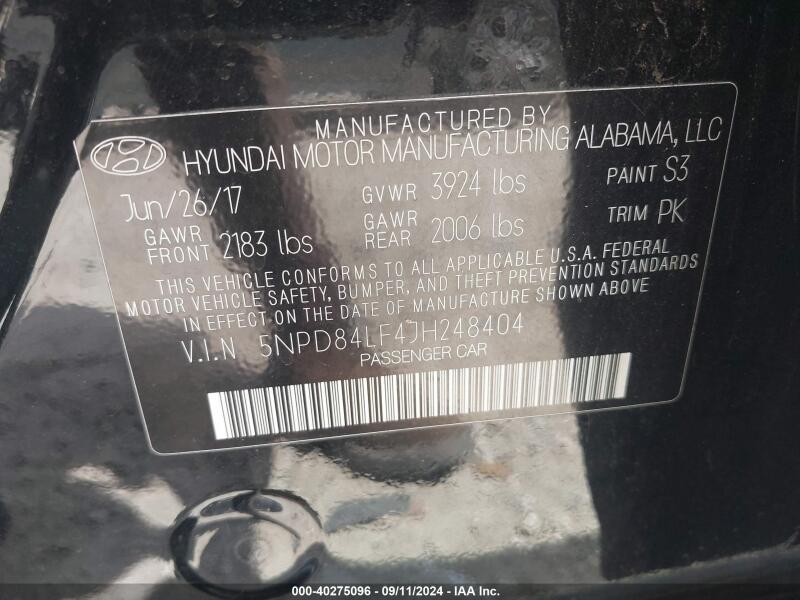 MANUFACTURED BY
HYUNDAI MOTOR MANUFACTURING ALABAMA, LLC
Jun/26/17 GVWR 3924 lbs PAINT S3
GAWR FRONT 2183 lbs GAWR REAR 2006 lbs TRIM PK
THIS VEHICLE CONFORMS TO ALL APPLICABLE U.S.A. FEDERAL
MOTOR VEHICLE SAFETY, BUMPER, AND THEFT PREVENTION STANDARDS
IN EFFECT ON THE DATE OF MANUFACTURE SHOWN ABOVE
V.I.N 5NPD84LF4JH248404
PASSENGER CAR
000-40275096 - 09/11/2024 - IAA Inc.